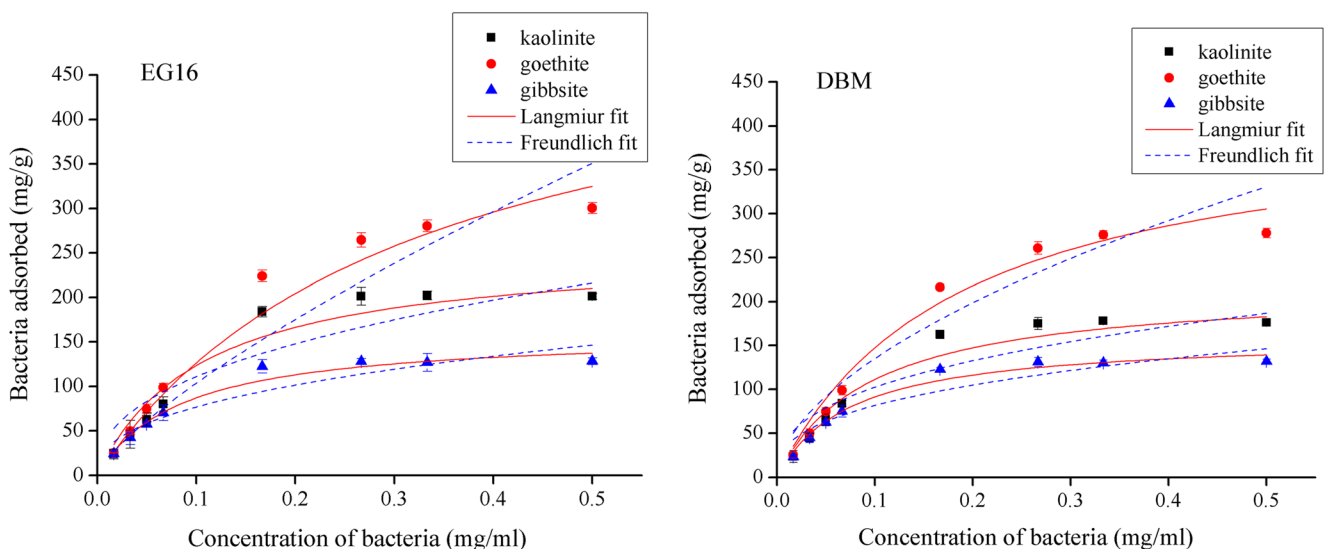 EG16
kaolinite
goethite
gibbsite
Langmiur fit
Freundlich fit
450
400
350
300
250
200
150
100
50
0
Bacteria adsorbed (mg/g)
0.0 0.1 0.2 0.3 0.4 0.5
Concentration of bacteria (mg/ml)
DBM
kaolinite
goethite
gibbsite
Langmiur fit
Freundlich fit
450
400
350
300
250
200
150
100
50
0
Bacteria adsorbed (mg/g)
0.0 0.1 0.2 0.3 0.4 0.5
Concentration of bacteria (mg/ml)